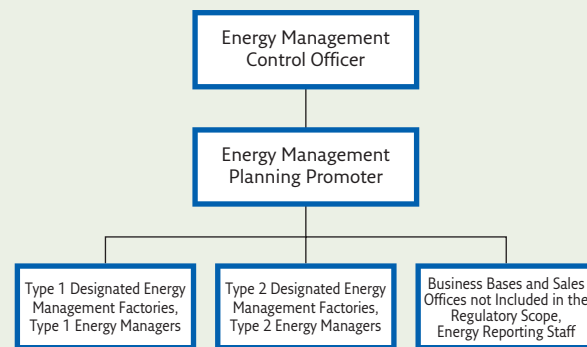 Energy Management
Control Officer
Energy Management
Planning Promoter
Type 1 Designated Energy
Management Factories,
Type 1 Energy Managers
Type 2 Designated Energy
Management Factories,
Type 2 Energy Managers
Business Bases and Sales
Offices not Included in the
Regulatory Scope,
Energy Reporting Staff